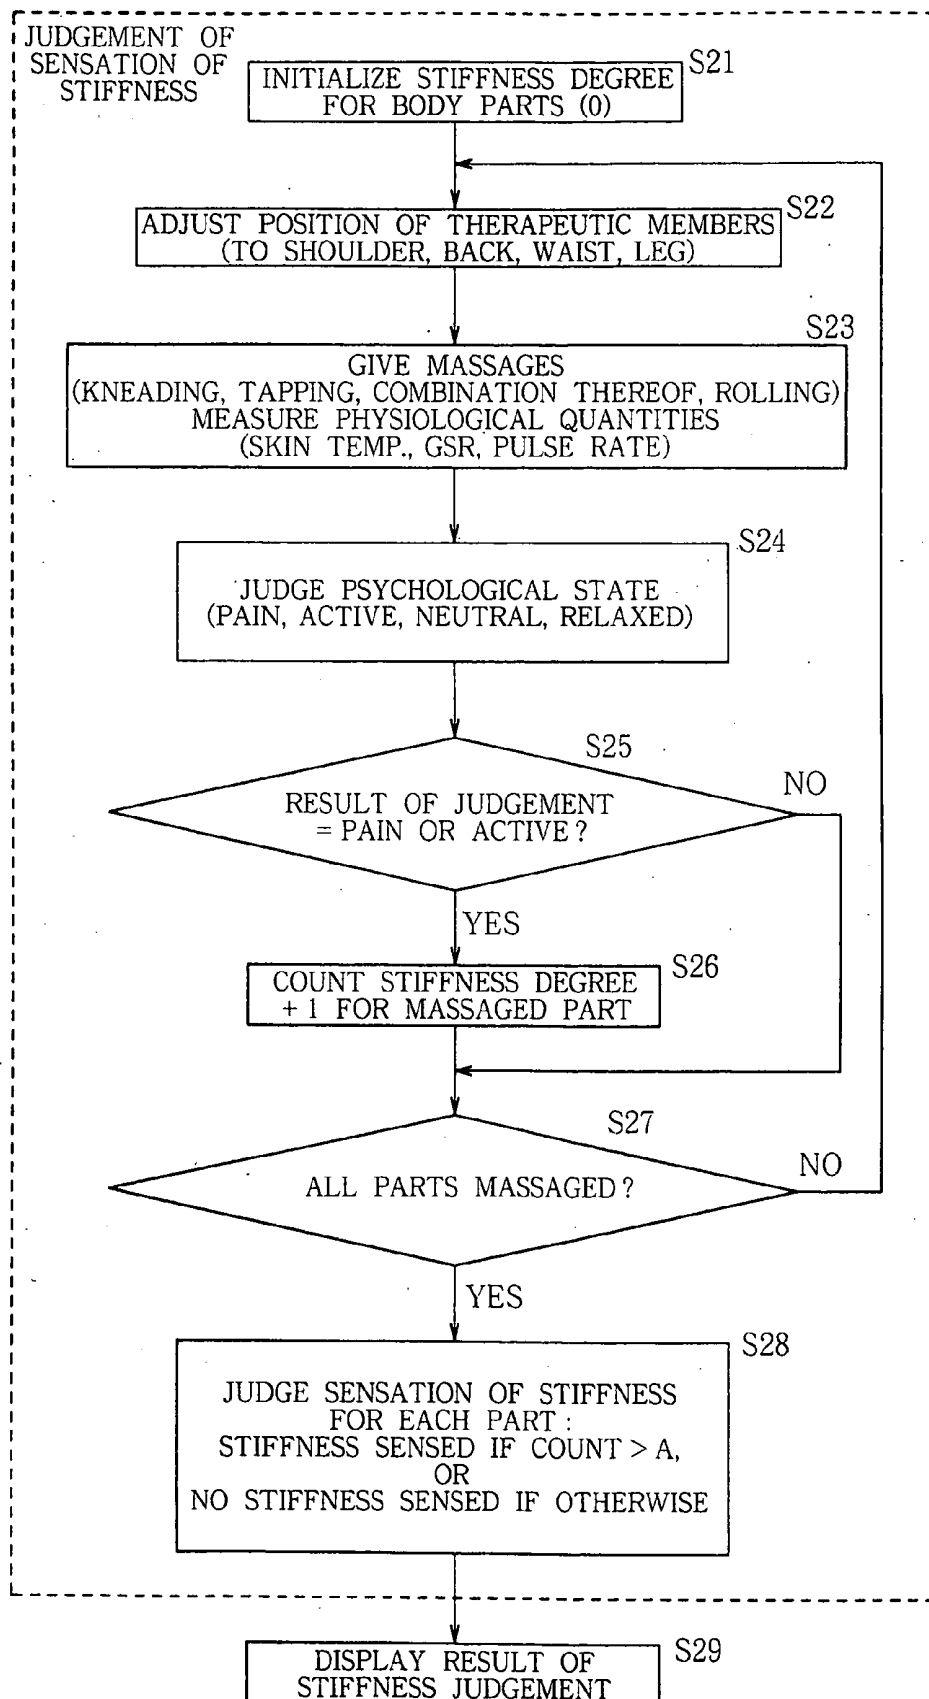 JUDGEMENT OF
SENSATION OF
STIFFNESS
S21
INITIALIZE STIFFNESS DEGREE
FOR BODY PARTS (0)
S22
ADJUST POSITION OF THERAPEUTIC MEMBERS
(TO SHOULDER, BACK, WAIST, LEG)
S23
GIVE MASSAGES
(KNEADING, TAPPING, COMBINATION THEREOF, ROLLING)
MEASURE PHYSIOLOGICAL QUANTITIES
(SKIN TEMP., GSR, PULSE RATE)
S24
JUDGE PSYCHOLOGICAL STATE
(PAIN, ACTIVE, NEUTRAL, RELAXED)
S25
NO
RESULT OF JUDGEMENT
= PAIN OR ACTIVE ?
YES
S26
COUNT STIFFNESS DEGREE
+ 1 FOR MASSAGED PART
S27
NO
ALL PARTS MASSAGED ?
YES
S28
JUDGE SENSATION OF STIFFNESS
FOR EACH PART :
STIFFNESS SENSED IF COUNT > A,
OR
NO STIFFNESS SENSED IF OTHERWISE
S29
DISPLAY RESULT OF
STIFFNESS JUDGEMENT